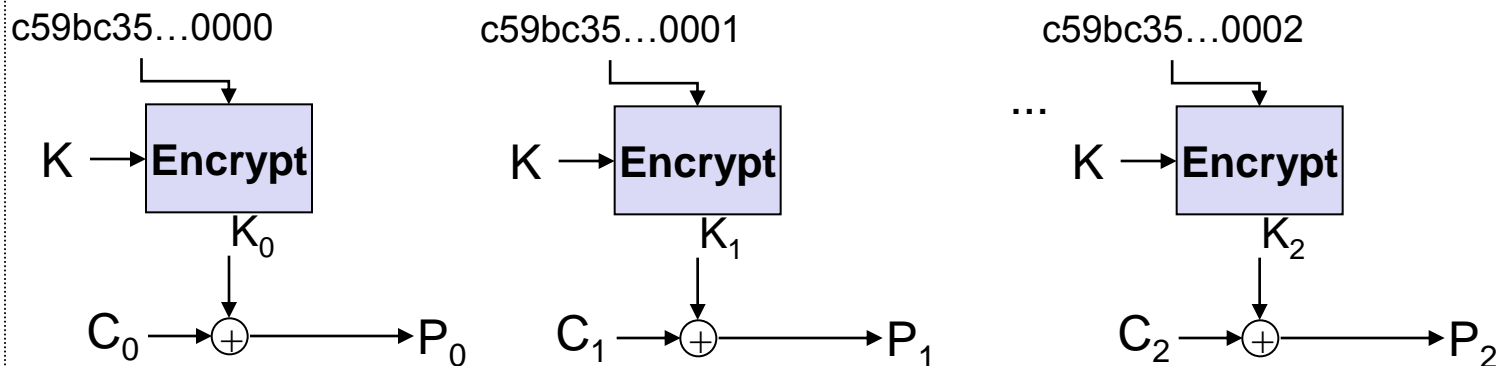 c59bc35…0000 c59bc35…0001 c59bc35…0002
...
K Encrypt K Encrypt K Encrypt
K₀ K₁ K₂
C₀ + P₀ C₁ + P₁ C₂ + P₂